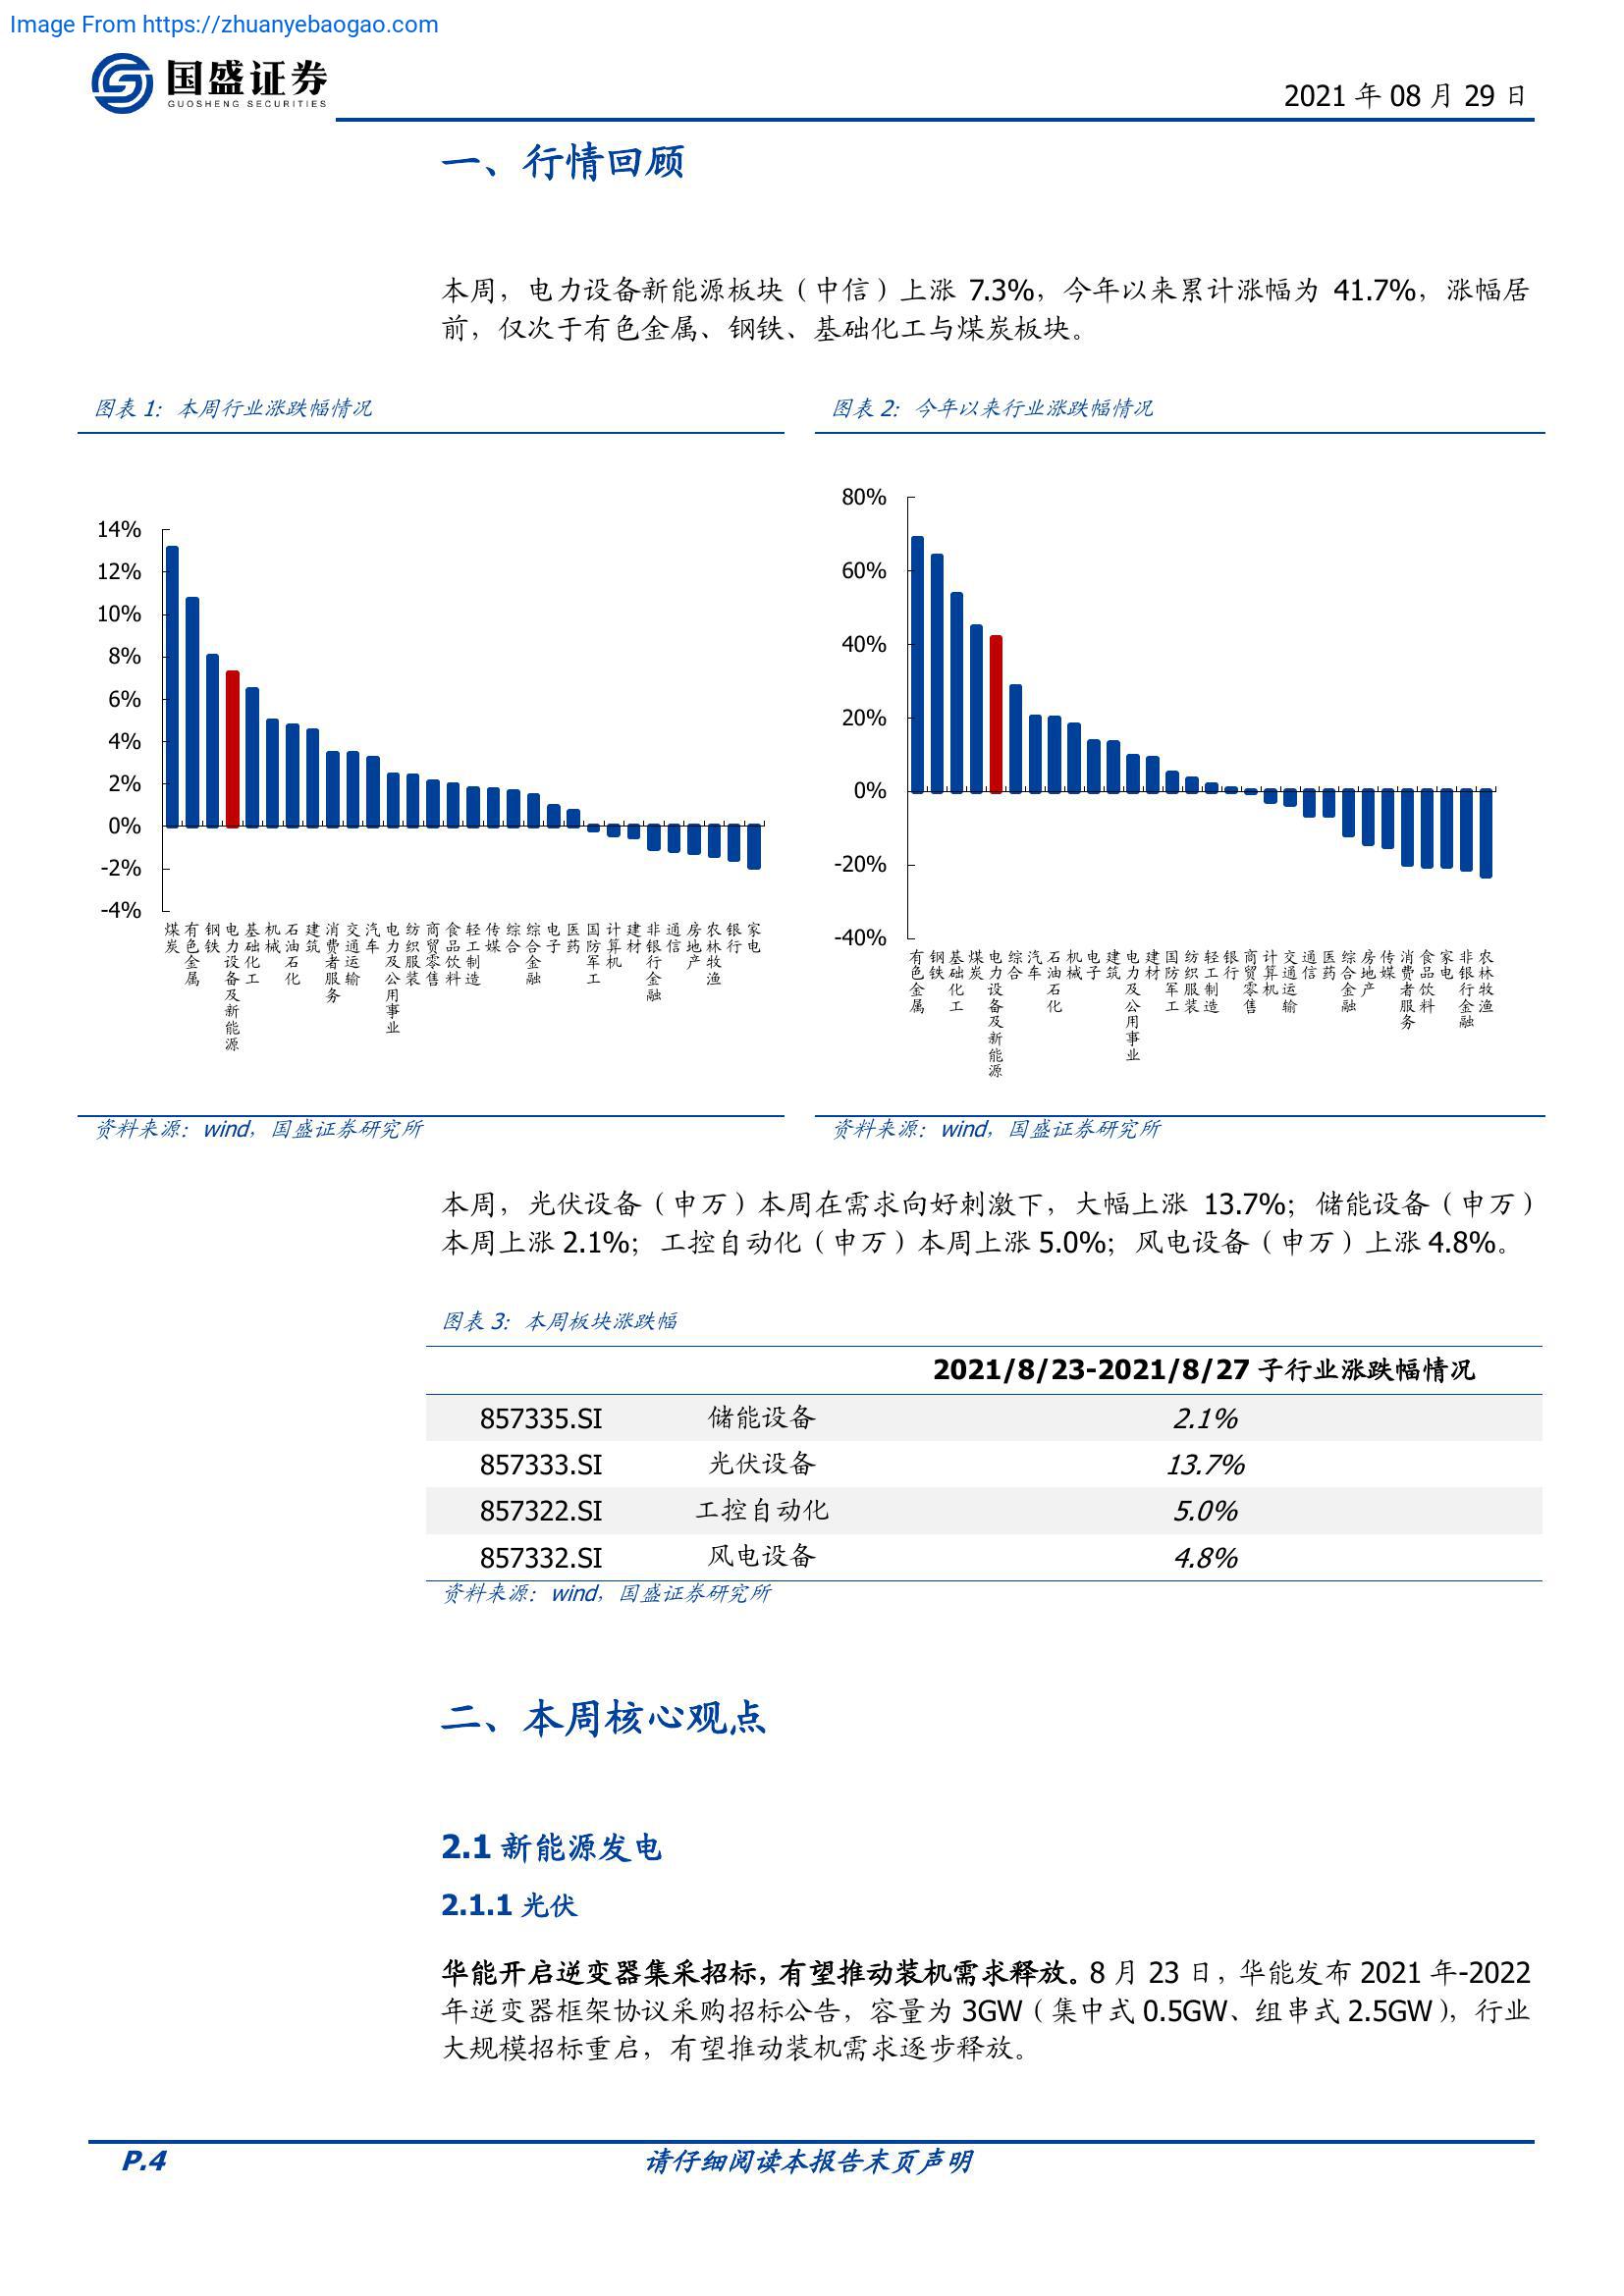 Image From https://zhuanyebaogao.com
国盛证券
GUOSHENG SECURITIES
2021 年 08 月 29 日
一、行情回顾
本周，电力设备新能源板块（中信）上涨 7.3%，今年以来累计涨幅为 41.7%，涨幅居
前，仅次于有色金属、钢铁、基础化工与煤炭板块。
图表 1：本周行业涨跌幅情况
14%
12%
10%
8%
6%
4%
2%
0%
-2%
-4%
煤炭
有色金属
钢铁
电力设备及新能源
基础化工
机械
石油石化
建筑
消费者服务
交通运输
汽车
电力及公用事业
纺织服装
商贸零售
食品饮料
轻工制造
传媒
综合
综合金融
电子
医药
国防军工
计算机
建材
非银行金融
通信
房地产
农林牧渔
银行
家电
资料来源：wind，国盛证券研究所
图表 2：今年以来行业涨跌幅情况
80%
60%
40%
20%
0%
-20%
-40%
有色金属
钢铁
基础化工
煤炭
电力设备及新能源
综合
汽车
石油石化
机械
电子
建筑
电力及公用事业
建材
国防军工
纺织服装
轻工制造
银行
商贸零售
计算机
交通运输
通信
医药
综合金融
房地产
传媒
消费者服务
食品饮料
家电
非银行金融
农林牧渔
资料来源：wind，国盛证券研究所
本周，光伏设备（申万）本周在需求向好刺激下，大幅上涨 13.7%；储能设备（申万）
本周上涨 2.1%；工控自动化（申万）本周上涨 5.0%；风电设备（申万）上涨 4.8%。
图表 3：本周板块涨跌幅
2021/8/23-2021/8/27 子行业涨跌幅情况
857335.SI 储能设备 2.1%
857333.SI 光伏设备 13.7%
857322.SI 工控自动化 5.0%
857332.SI 风电设备 4.8%
资料来源：wind，国盛证券研究所
二、本周核心观点
2.1 新能源发电
2.1.1 光伏
华能开启逆变器集采招标，有望推动装机需求释放。8 月 23 日，华能发布 2021 年-2022
年逆变器框架协议采购招标公告，容量为 3GW（集中式 0.5GW、组串式 2.5GW），行业
大规模招标重启，有望推动装机需求逐步释放。
P.4
请仔细阅读本报告末页声明